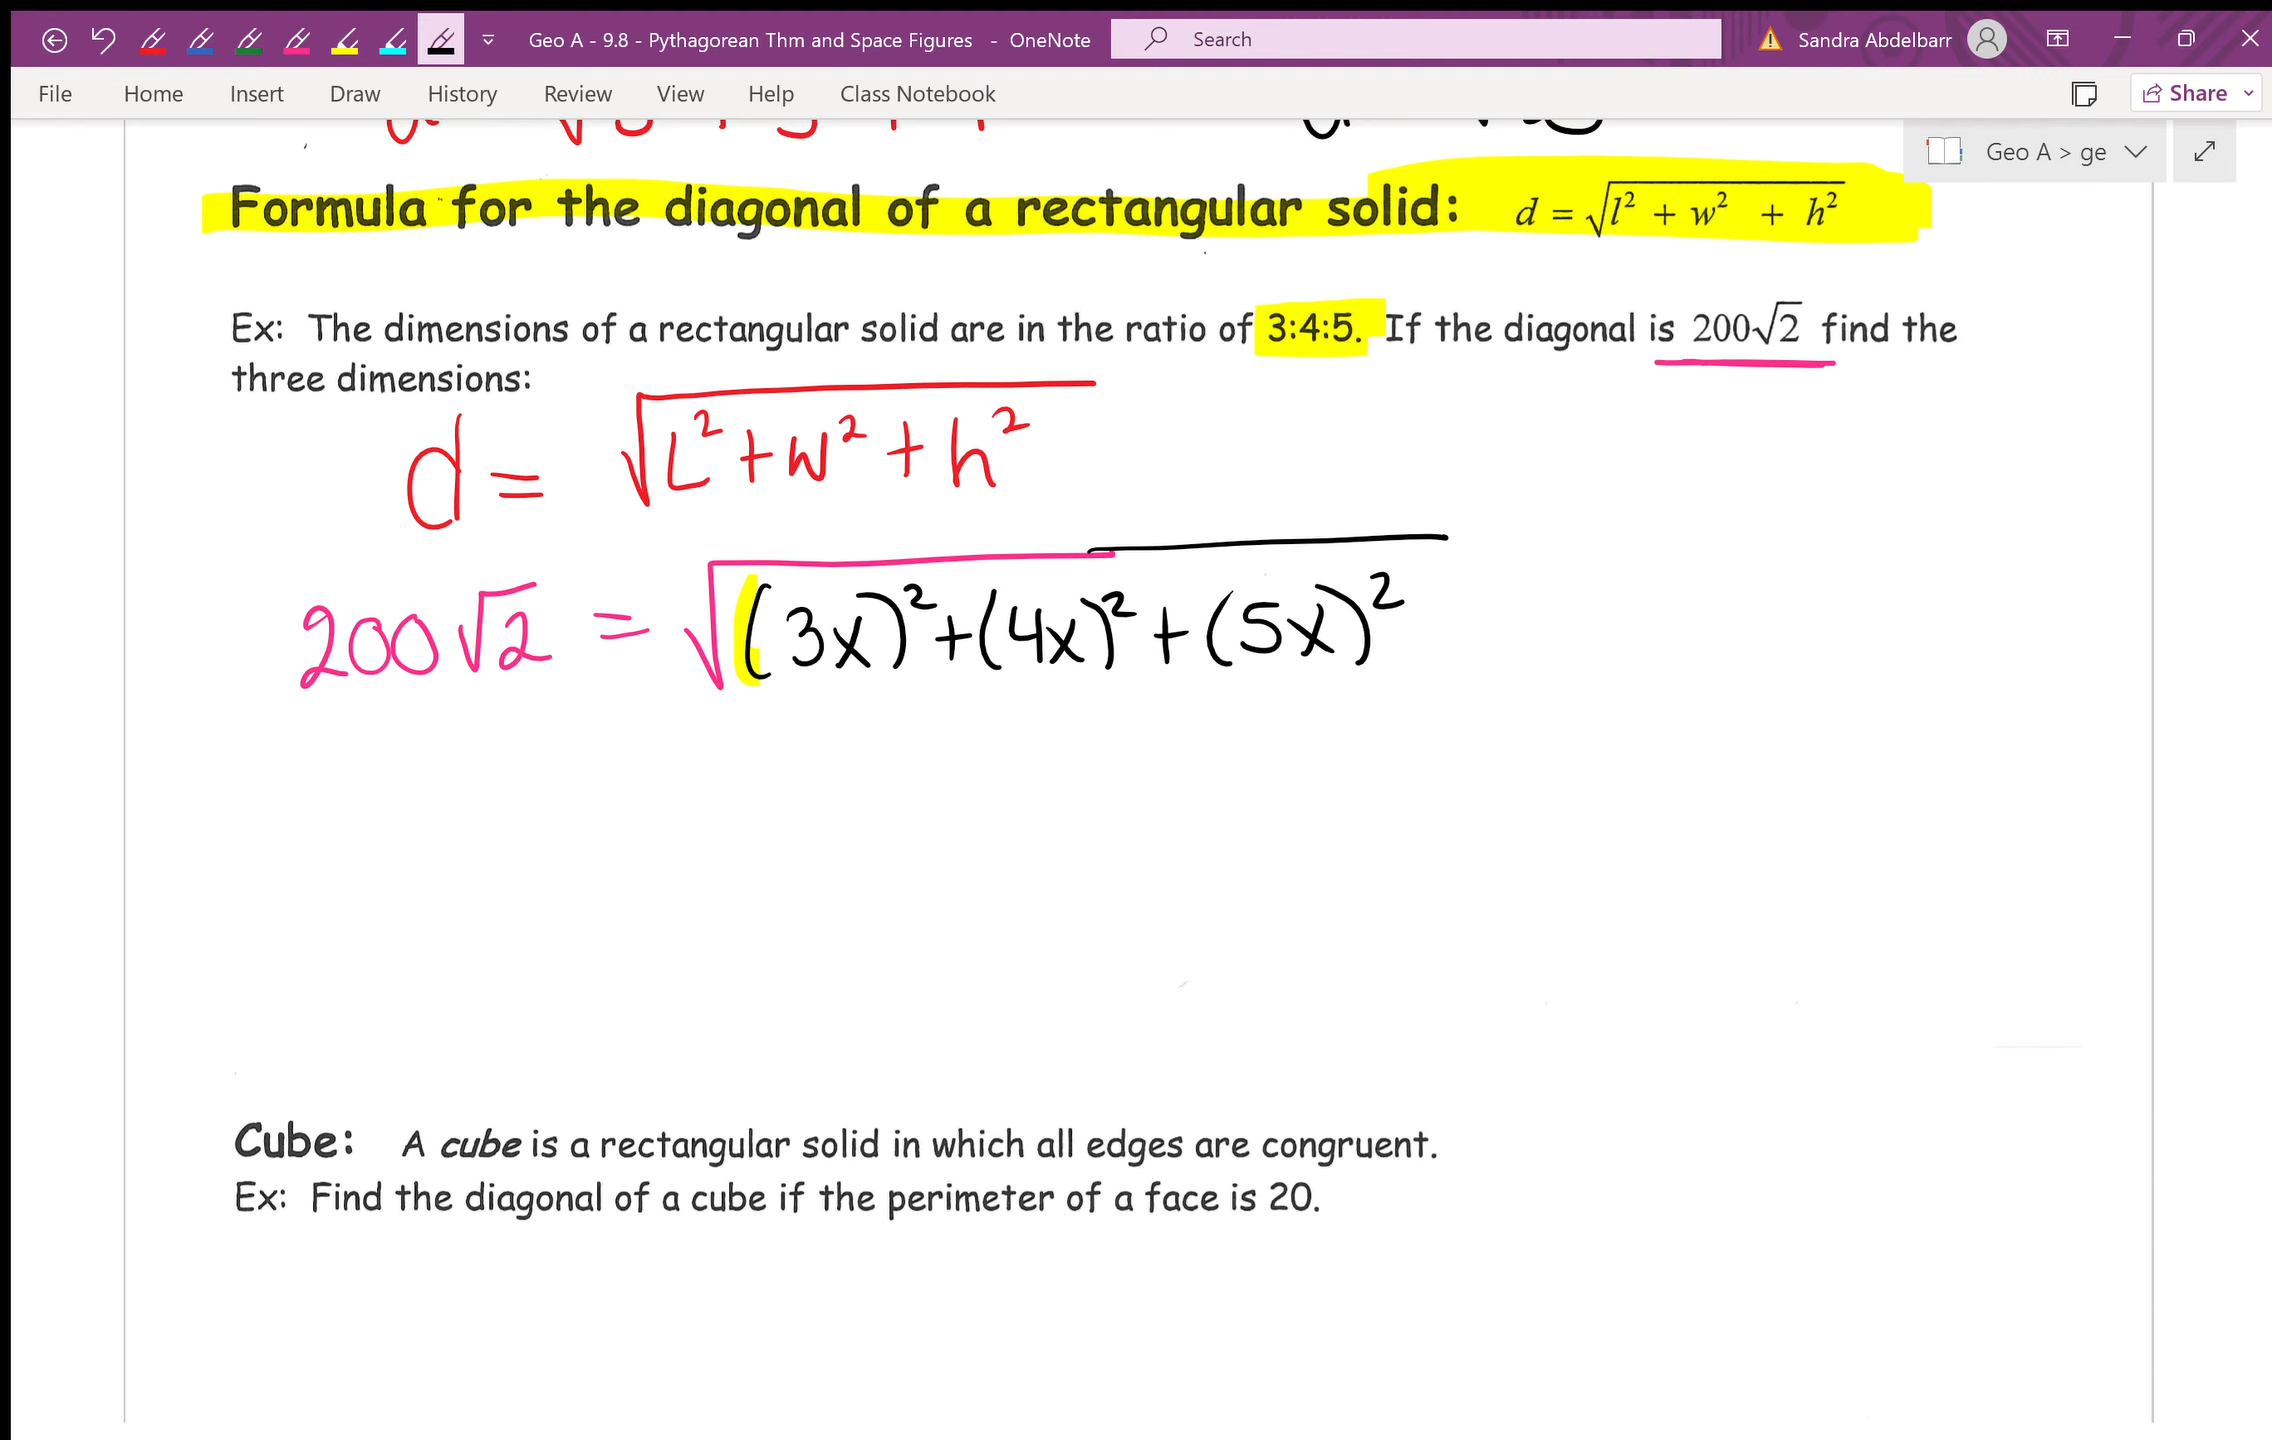 Geo A - 9.8 - Pythagorean Thm and Space Figures - OneNote Search Sandra Abdelbarr
File Home Insert Draw History Review View Help Class Notebook Share
Geo A > ge
Formula for the diagonal of a rectangular solid: d = √(l² + w² + h²)
Ex: The dimensions of a rectangular solid are in the ratio of 3:4:5. If the diagonal is 200√2 find the
three dimensions:
d = √(L² + w² + h²)
200√2 = √((3x)² + (4x)² + (5x)²)
Cube: A cube is a rectangular solid in which all edges are congruent.
Ex: Find the diagonal of a cube if the perimeter of a face is 20.